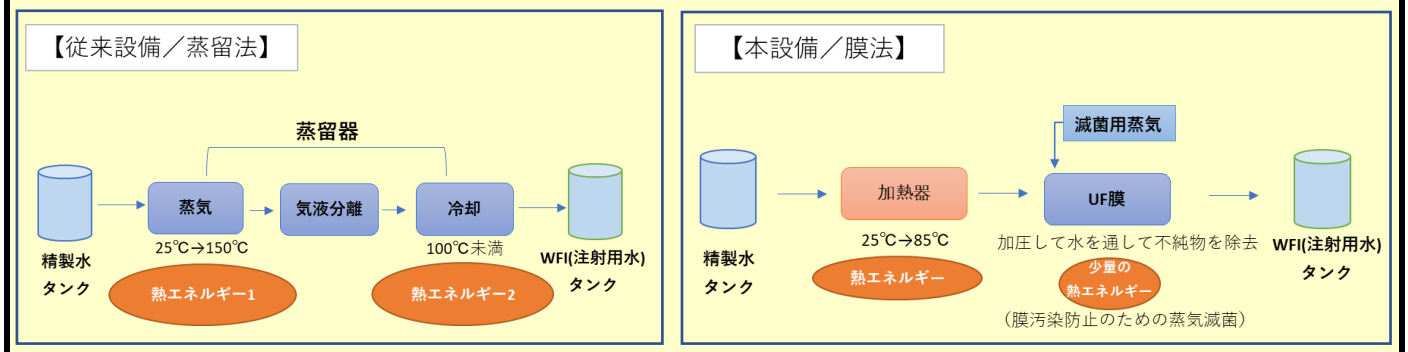 【従来設備／蒸留法】
蒸留器
精製水
タンク
蒸気
25℃→150℃
熱エネルギー1
気液分離
冷却
100℃未満
熱エネルギー2
WFI(注射用水)
タンク
【本設備／膜法】
滅菌用蒸気
精製水
タンク
加熱器
25℃→85℃
熱エネルギー
UF膜
加圧して水を通して不純物を除去
少量の
熱エネルギー
（膜汚染防止のための蒸気滅菌）
WFI(注射用水)
タンク